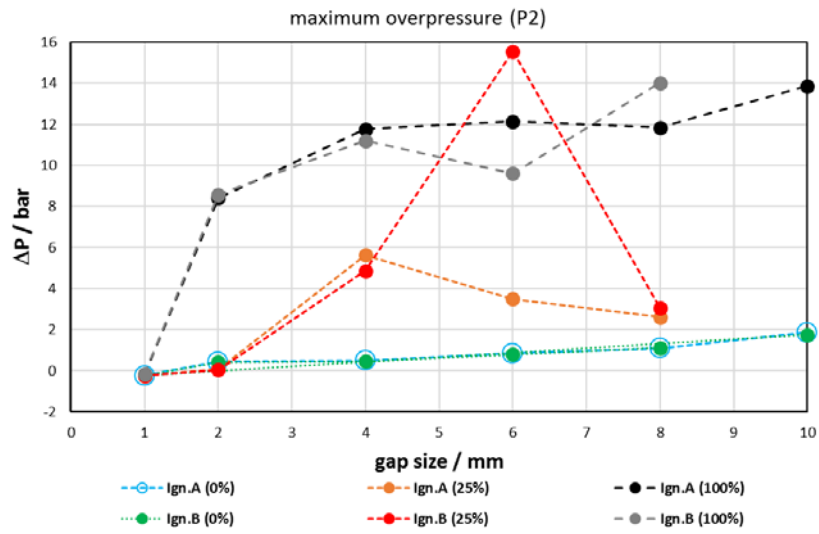 maximum overpressure (P2)
16
14
12
10
8
6
4
2
0
-2
ΔP / bar
0 1 2 3 4 5 6 7 8 9 10
gap size / mm
Ign.A (0%) Ign.A (25%) Ign.A (100%)
Ign.B (0%) Ign.B (25%) Ign.B (100%)